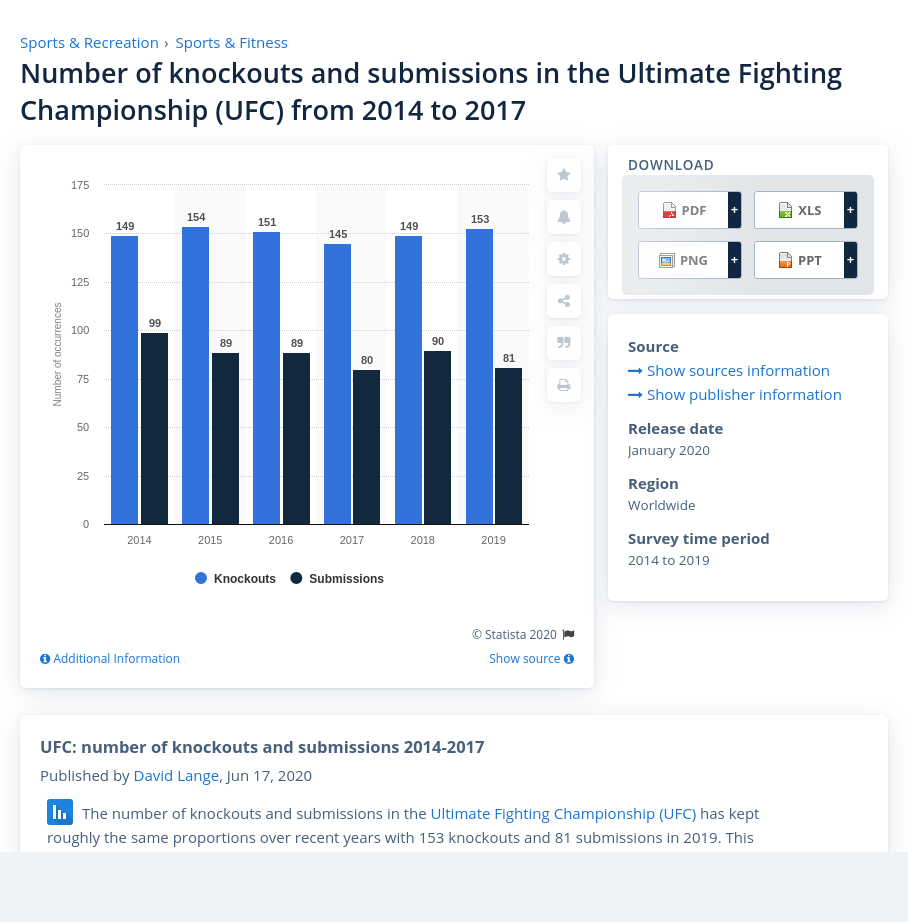 Sports & Recreation › Sports & Fitness
Number of knockouts and submissions in the Ultimate Fighting
Championship (UFC) from 2014 to 2017
175
150
125
100
75
50
25
0
Number of occurrences
149
99
154
89
151
89
145
80
149
90
153
81
2014
2015
2016
2017
2018
2019
Knockouts
Submissions
© Statista 2020
Additional Information
Show source
DOWNLOAD
PDF +
XLS +
PNG +
PPT +
Source
Show sources information
Show publisher information
Release date
January 2020
Region
Worldwide
Survey time period
2014 to 2019
UFC: number of knockouts and submissions 2014-2017
Published by David Lange, Jun 17, 2020
The number of knockouts and submissions in the Ultimate Fighting Championship (UFC) has kept
roughly the same proportions over recent years with 153 knockouts and 81 submissions in 2019. This